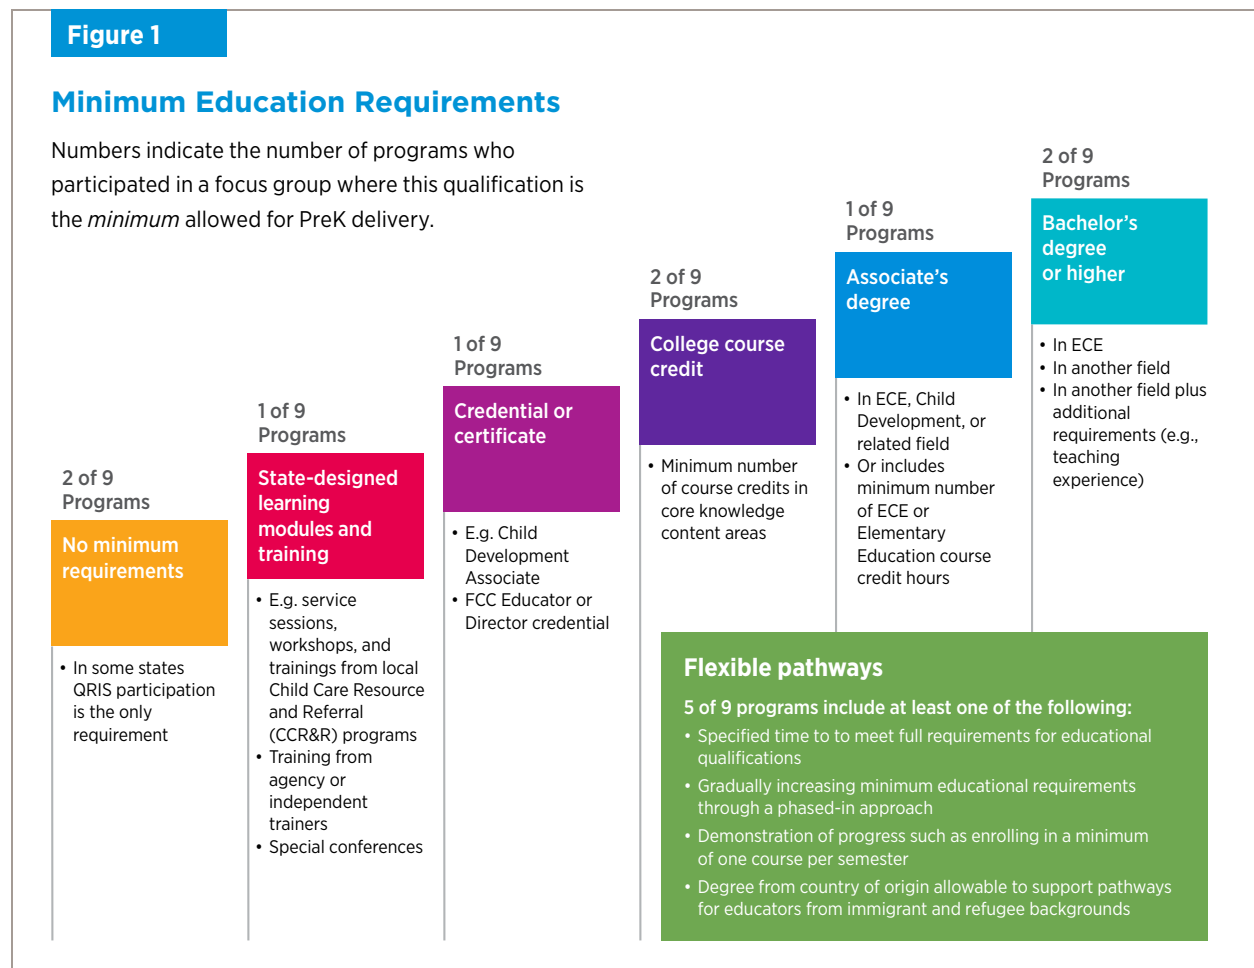 Figure 1
Minimum Education Requirements
Numbers indicate the number of programs who
participated in a focus group where this qualification is
the minimum allowed for PreK delivery.
2 of 9
Programs
No minimum
requirements
• In some states
QRIS participation
is the only
requirement
1 of 9
Programs
State-designed
learning
modules and
training
• E.g. service
sessions,
workshops, and
trainings from local
Child Care Resource
and Referral
(CCR&R) programs
• Training from
agency or
independent
trainers
• Special conferences
1 of 9
Programs
Credential or
certificate
• E.g. Child
Development
Associate
• FCC Educator or
Director credential
2 of 9
Programs
College course
credit
• Minimum number
of course credits in
core knowledge
content areas
1 of 9
Programs
Associate's
degree
• In ECE, Child
Development, or
related field
• Or includes
minimum number
of ECE or
Elementary
Education course
credit hours
2 of 9
Programs
Bachelor's
degree
or higher
• In ECE
• In another field
• In another field plus
additional
requirements (e.g.,
teaching
experience)
Flexible pathways
5 of 9 programs include at least one of the following:
• Specified time to to meet full requirements for educational
qualifications
• Gradually increasing minimum educational requirements
through a phased-in approach
• Demonstration of progress such as enrolling in a minimum
of one course per semester
• Degree from country of origin allowable to support pathways
for educators from immigrant and refugee backgrounds